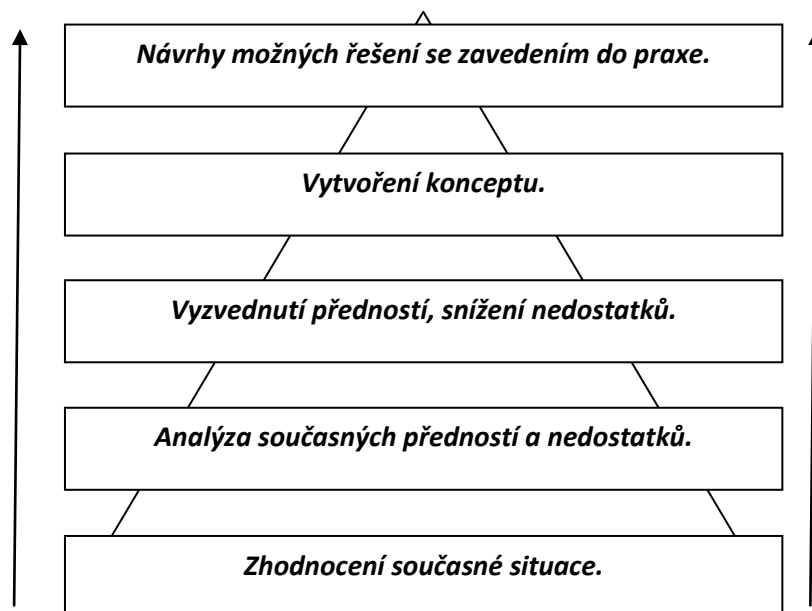 Návrhy možných řešení se zavedením do praxe.
Vytvoření konceptu.
Vyzvednutí předností, snížení nedostatků.
Analýza současných předností a nedostatků.
Zhodnocení současné situace.